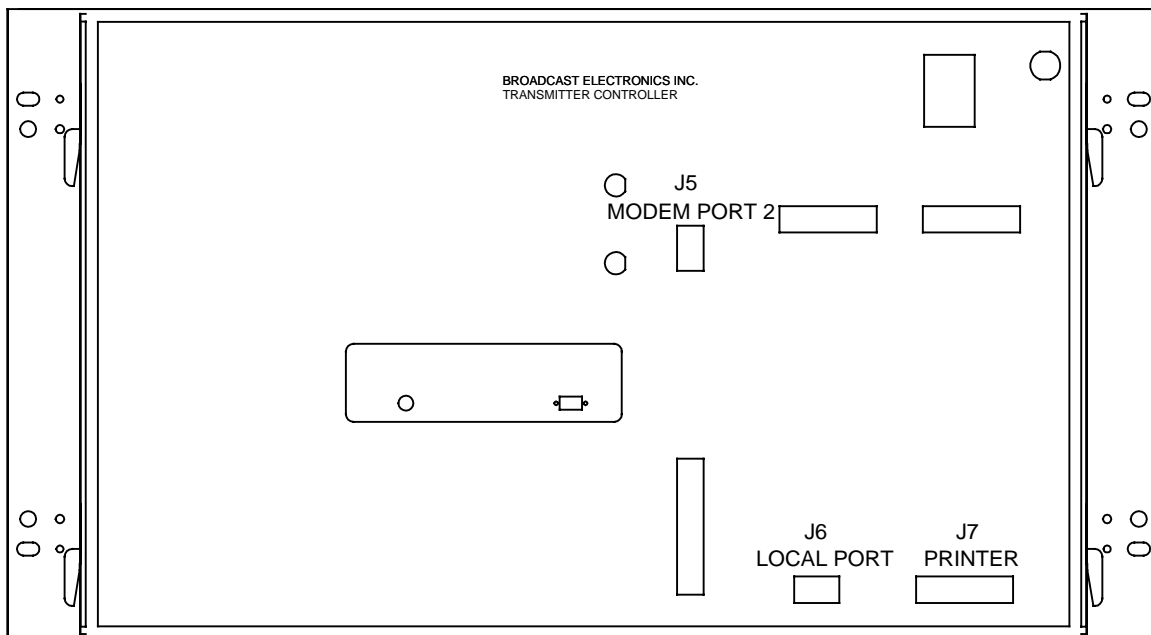 BROADCAST ELECTRONICS INC.
TRANSMITTER CONTROLLER
J5
MODEM PORT 2
J6
LOCAL PORT
J7
PRINTER